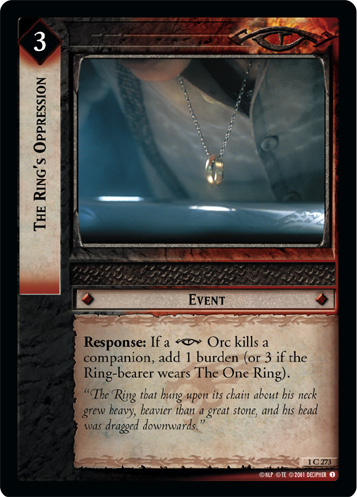 3
THE RING'S OPPRESSION
EVENT
Response: If a Orc kills a
companion, add 1 burden (or 3 if the
Ring-bearer wears The One Ring).
“The Ring that hung upon its chain about his neck
grew heavy, heavier than a great stone, and his head
was dragged downwards.”
1 C 273
©NLP ™TE ©2001 DECIPHER